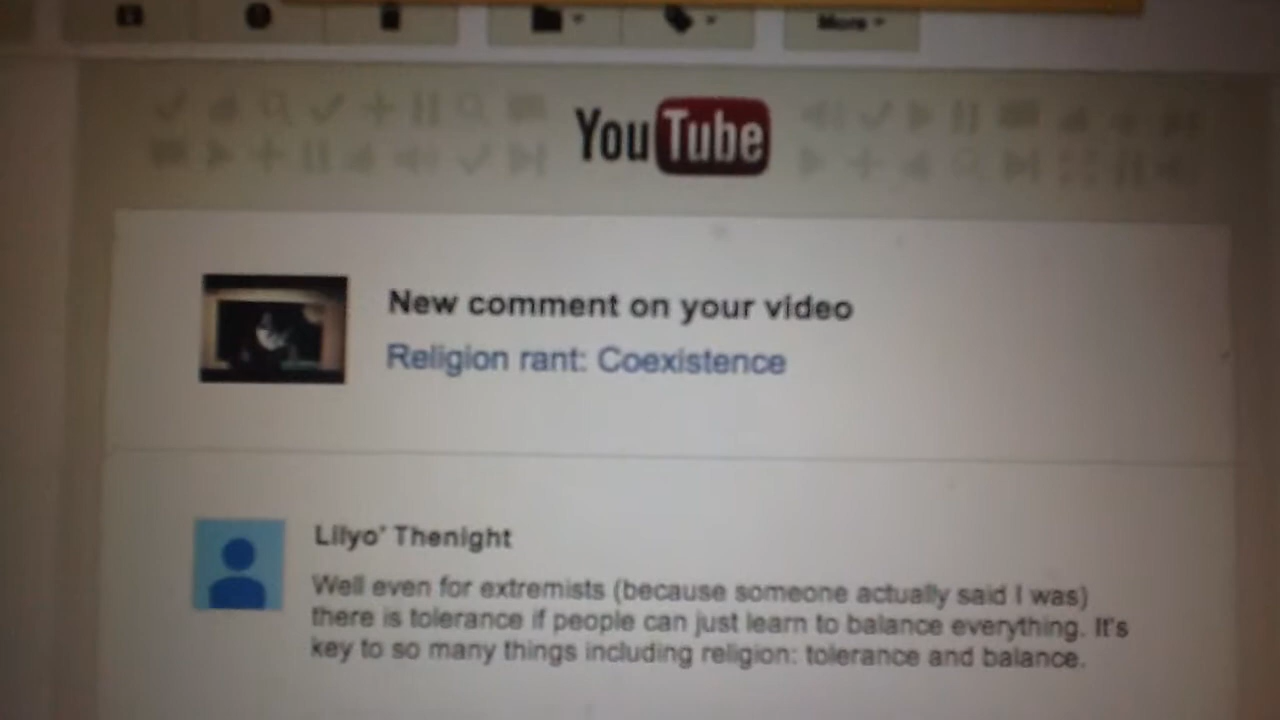 More
YouTube
New comment on your video
Religion rant: Coexistence
Lilyo' Thenight
Well even for extremists (because someone actually said I was)
there is tolerance if people can just learn to balance everything. It's
key to so many things including religion: tolerance and balance.